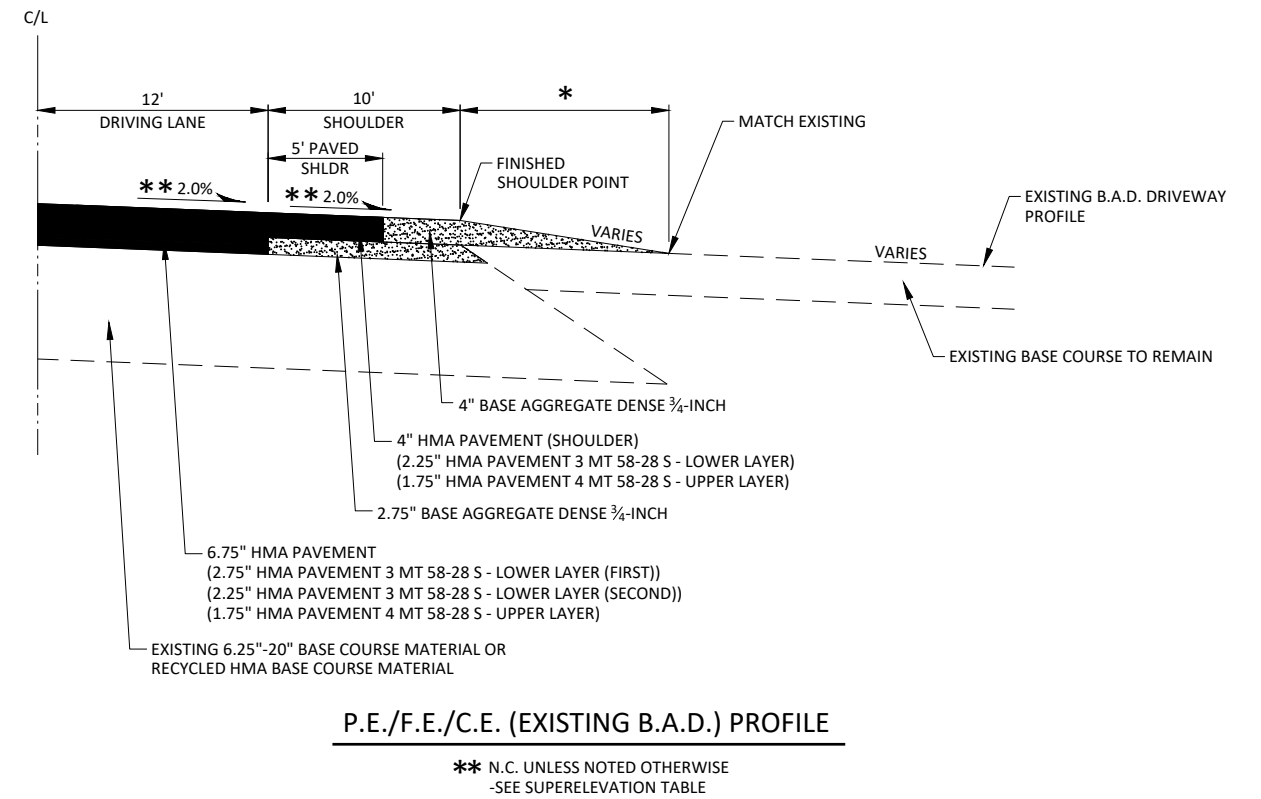 C/L
12'
DRIVING LANE
10'
SHOULDER
*
5' PAVED
SHLDR
** 2.0%
** 2.0%
MATCH EXISTING
FINISHED
SHOULDER POINT
VARIES
VARIES
EXISTING B.A.D. DRIVEWAY
PROFILE
EXISTING BASE COURSE TO REMAIN
4" BASE AGGREGATE DENSE ¾-INCH
4" HMA PAVEMENT (SHOULDER)
(2.25" HMA PAVEMENT 3 MT 58-28 S - LOWER LAYER)
(1.75" HMA PAVEMENT 4 MT 58-28 S - UPPER LAYER)
2.75" BASE AGGREGATE DENSE ¾-INCH
6.75" HMA PAVEMENT
(2.75" HMA PAVEMENT 3 MT 58-28 S - LOWER LAYER (FIRST))
(2.25" HMA PAVEMENT 3 MT 58-28 S - LOWER LAYER (SECOND))
(1.75" HMA PAVEMENT 4 MT 58-28 S - UPPER LAYER)
EXISTING 6.25"-20" BASE COURSE MATERIAL OR
RECYCLED HMA BASE COURSE MATERIAL
P.E./F.E./C.E. (EXISTING B.A.D.) PROFILE
** N.C. UNLESS NOTED OTHERWISE
-SEE SUPERELEVATION TABLE